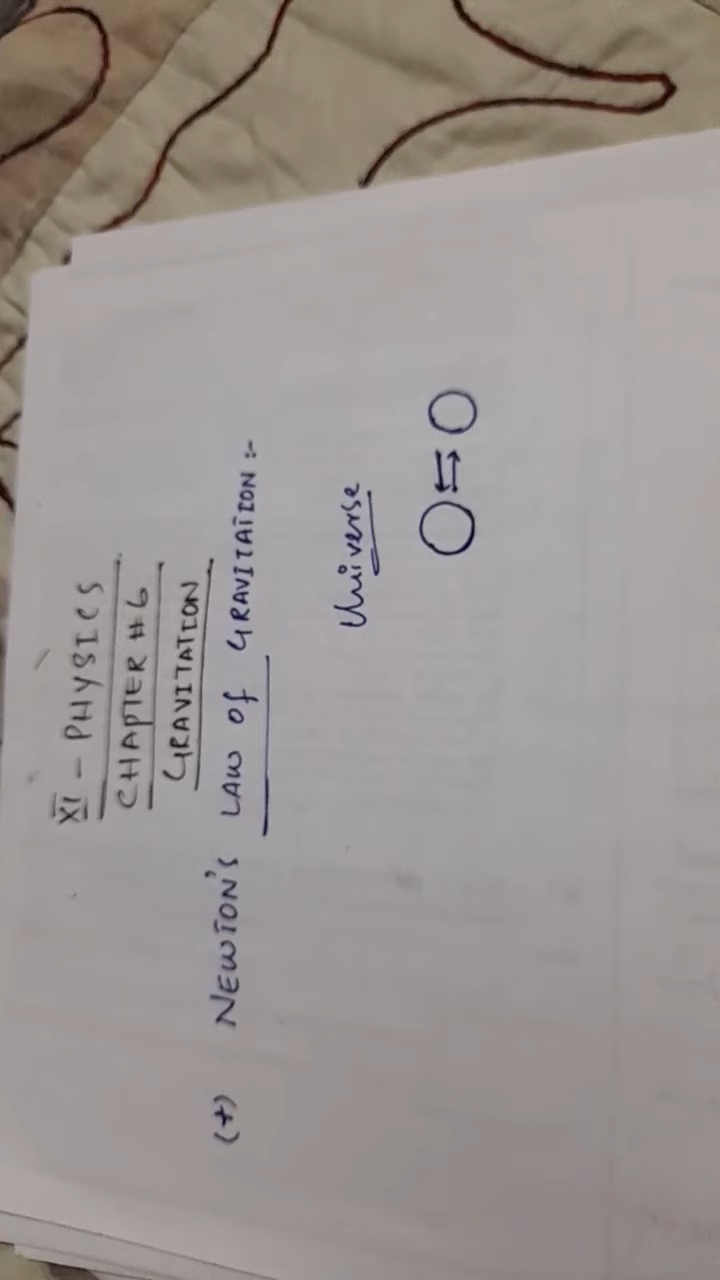 XI - PHYSICS
CHAPTER # 6
GRAVITATION
(+) NEWTON'S LAW OF GRAVITATION :-
Universe